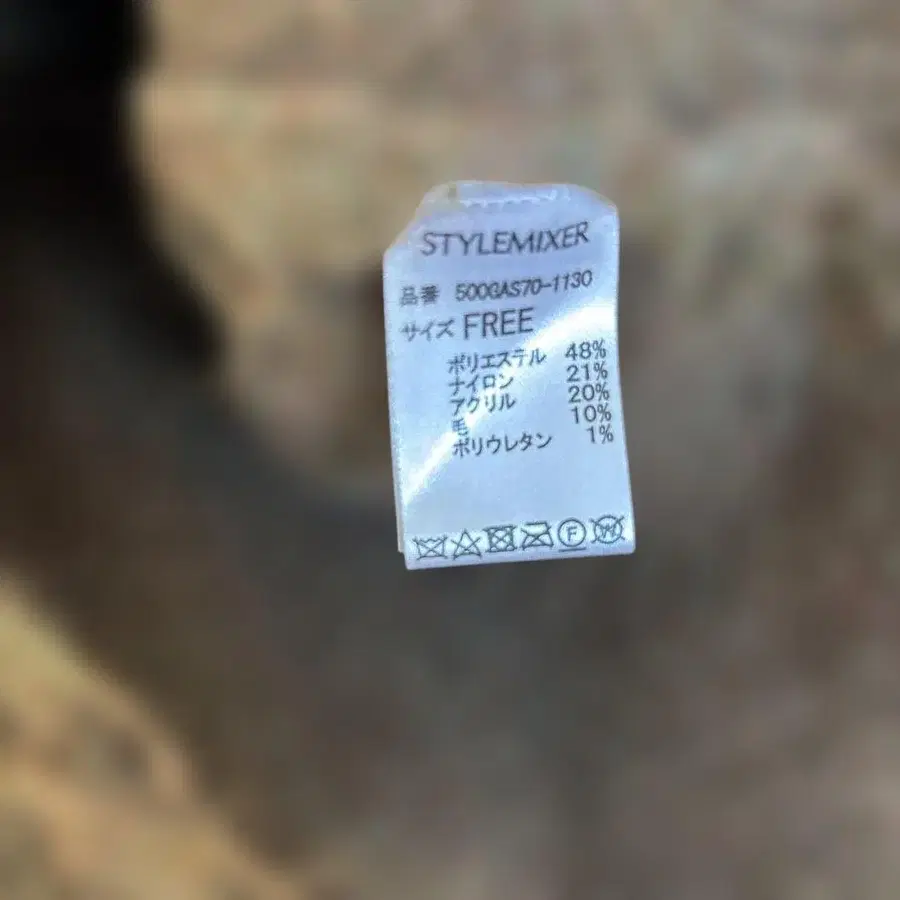 STYLEMIXER
品番 500GAS70-1130
サイズ FREE
ポリエステル 48%
ナイロン 21%
アクリル 20%
毛 10%
ポリウレタン 1%
F W